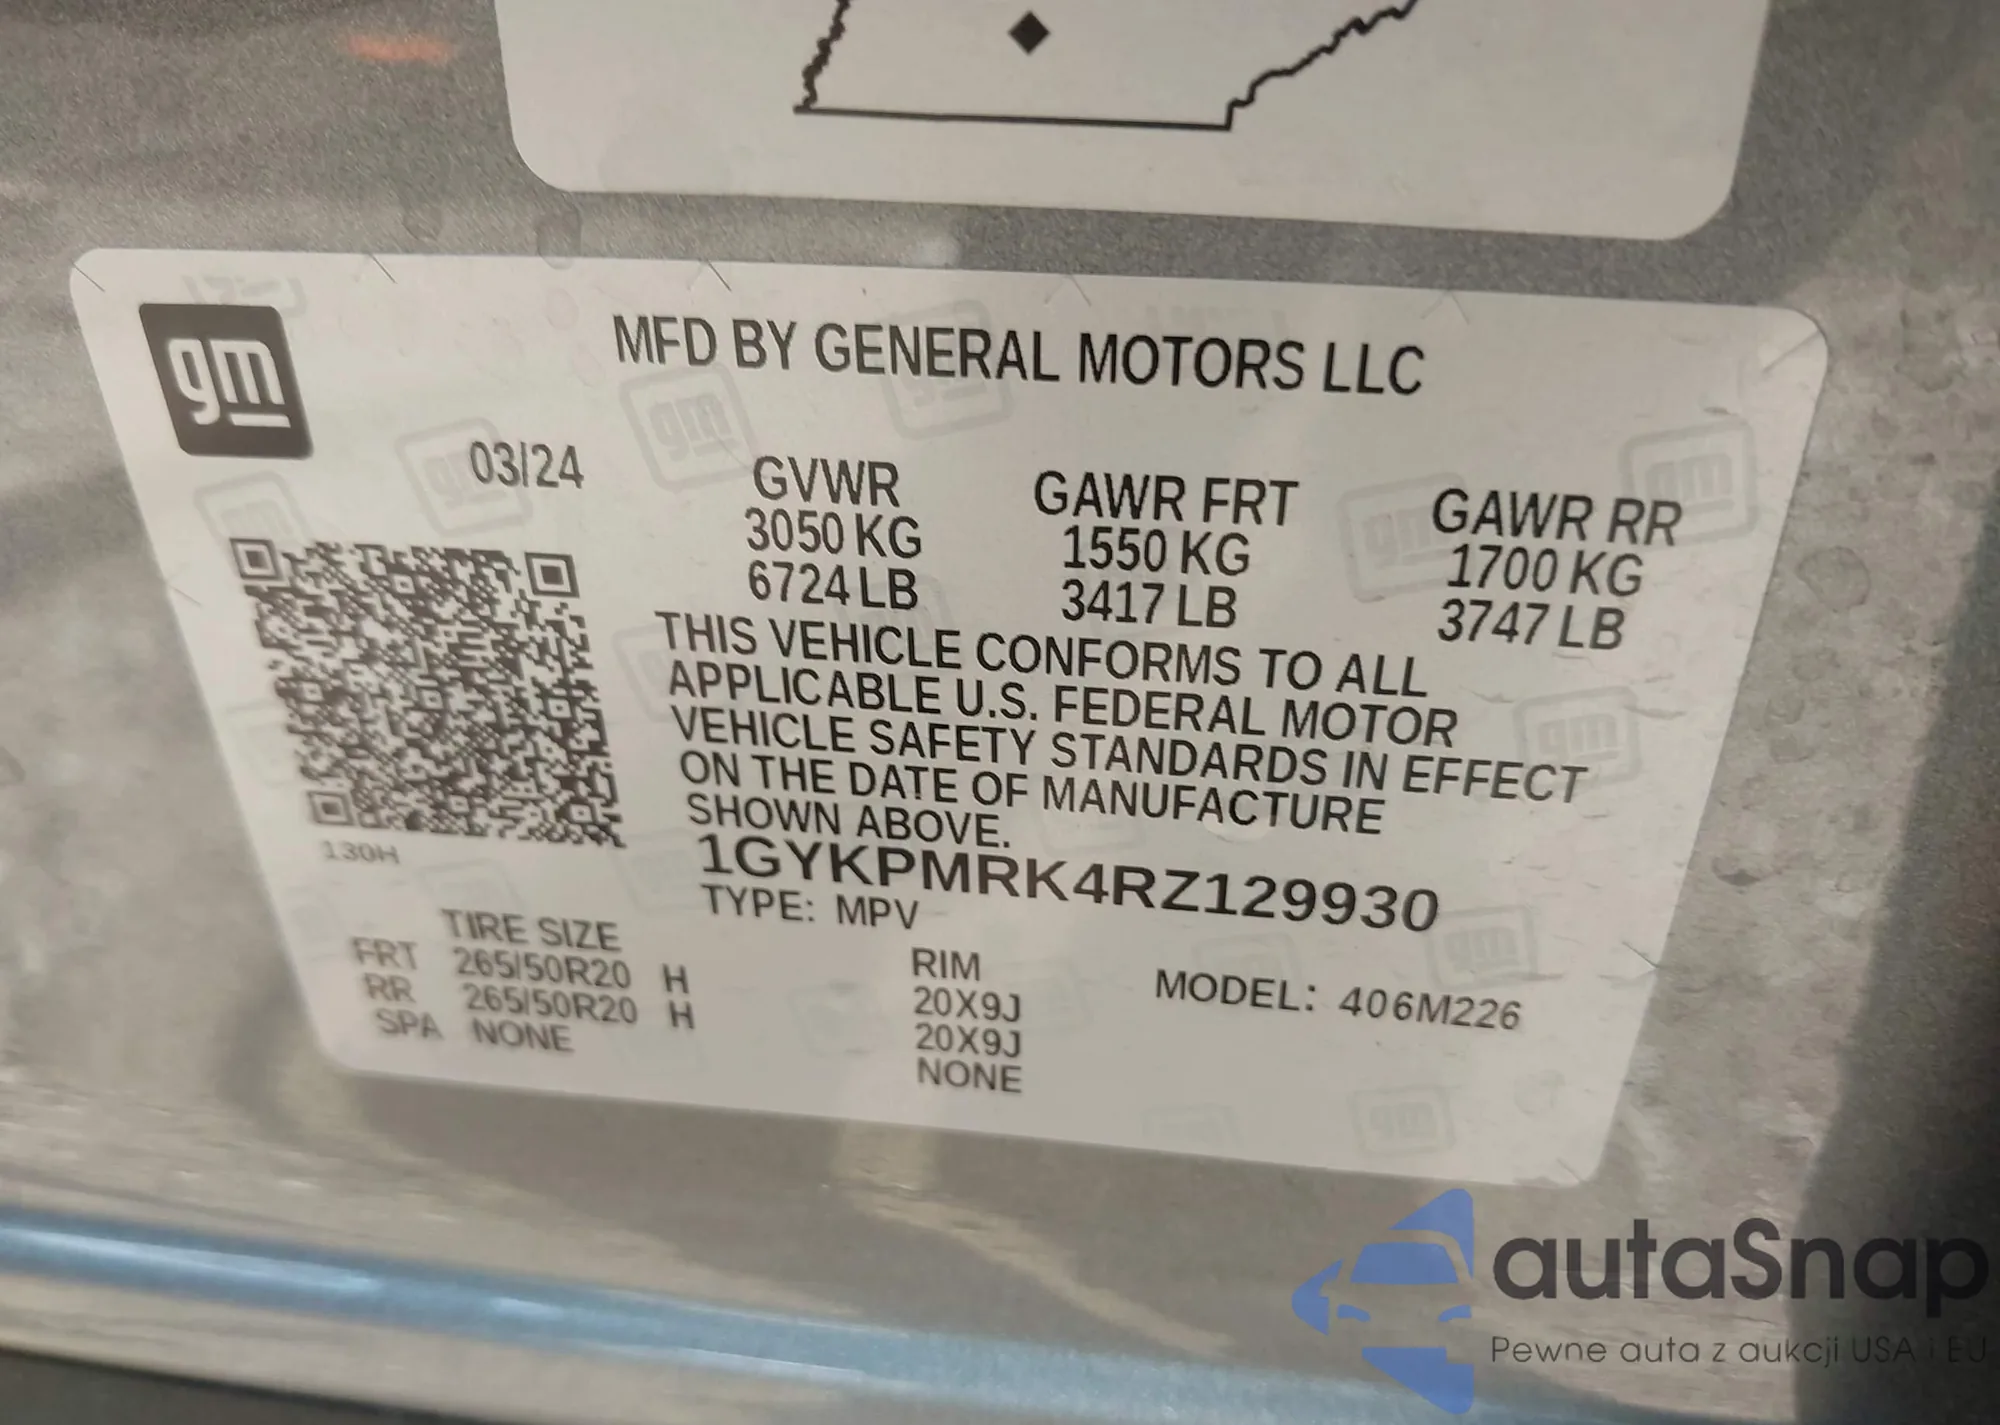 gm
MFD BY GENERAL MOTORS LLC
03/24
GVWR GAWR FRT GAWR RR
3050 KG 1550 KG 1700 KG
6724 LB 3417 LB 3747 LB
THIS VEHICLE CONFORMS TO ALL
APPLICABLE U.S. FEDERAL MOTOR
VEHICLE SAFETY STANDARDS IN EFFECT
ON THE DATE OF MANUFACTURE
SHOWN ABOVE.
130H
1GYKPMRK4RZ129930
TYPE: MPV
TIRE SIZE RIM MODEL: 406M226
FRT 265/50R20 H 20X9J
RR 265/50R20 H 20X9J
SPA NONE NONE
autaSnap
Pewne auta z aukcji USA i EU